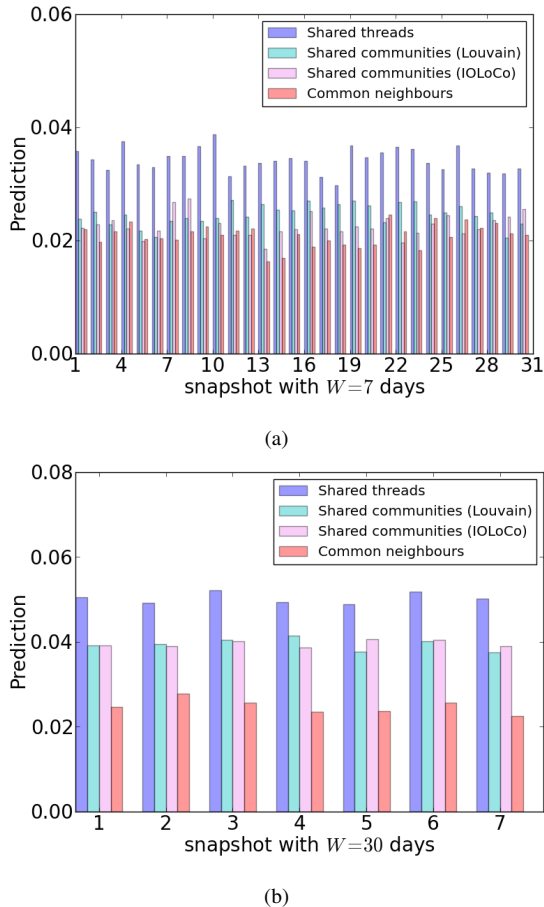 0.06
Shared threads
Shared communities (Louvain)
Shared communities (IOLoCo)
Common neighbours
0.04
Prediction
0.02
0.00
1 4 7 10 13 15 17 19 22 25 28 31
snapshot with W=7 days
(a)
0.08
Shared threads
Shared communities (Louvain)
Shared communities (IOLoCo)
Common neighbours
0.06
Prediction
0.04
0.02
0.00
1 2 3 4 5 6 7
snapshot with W=30 days
(b)